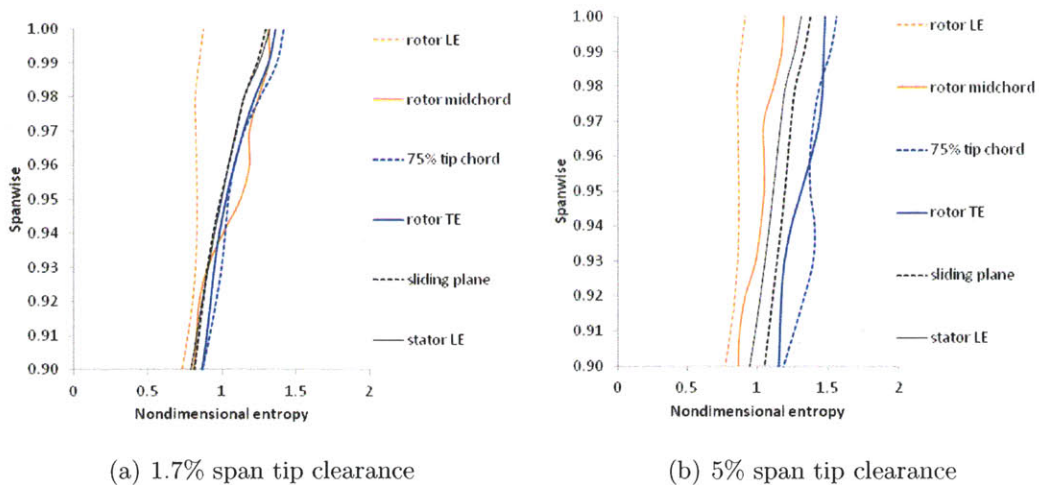 1.00
0.99
0.98
0.97
0.96
0.95
0.94
0.93
0.92
0.91
0.90
Spanwise
0 0.5 1 1.5 2
Nondimensional entropy
rotor LE
rotor midchord
75% tip chord
rotor TE
sliding plane
stator LE
(a) 1.7% span tip clearance
1.00
0.99
0.98
0.97
0.96
0.95
0.94
0.93
0.92
0.91
0.90
Spanwise
0 0.5 1 1.5 2
Nondimensional entropy
rotor LE
rotor midchord
75% tip chord
rotor TE
sliding plane
stator LE
(b) 5% span tip clearance